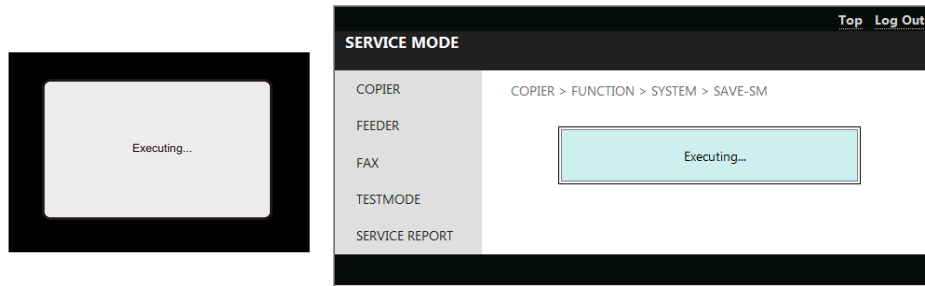 Executing...
Top Log Out
SERVICE MODE
COPIER
FEEDER
FAX
TESTMODE
SERVICE REPORT
COPIER > FUNCTION > SYSTEM > SAVE-SM
Executing...